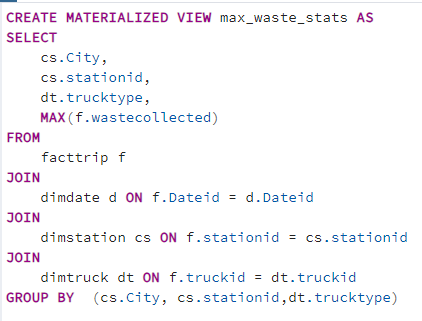 CREATE MATERIALIZED VIEW max_waste_stats AS
SELECT
    cs.City,
    cs.stationid,
    dt.trucktype,
    MAX(f.wastecollected)
FROM
    facttrip f
JOIN
    dimdate d ON f.Dateid = d.Dateid
JOIN
    dimstation cs ON f.stationid = cs.stationid
JOIN
    dimtruck dt ON f.truckid = dt.truckid
GROUP BY  (cs.City, cs.stationid,dt.trucktype)